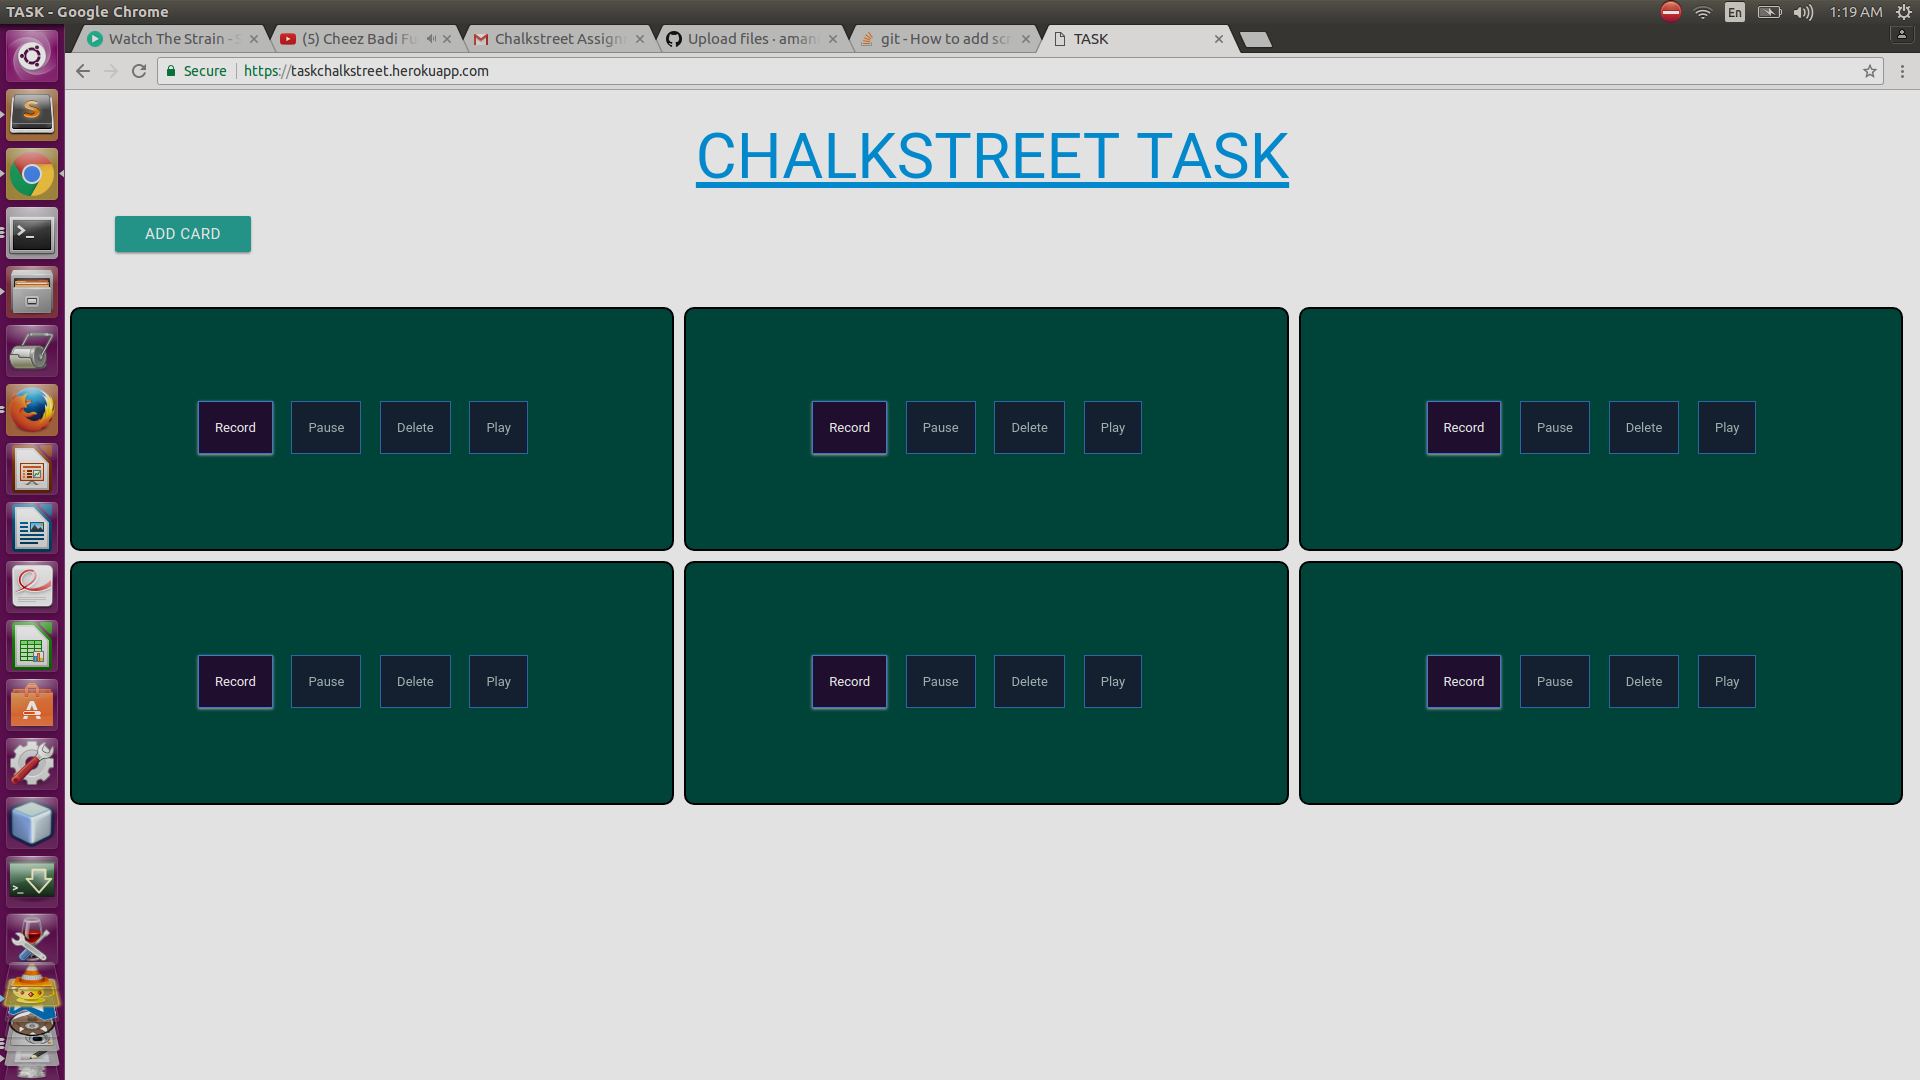 TASK - Google Chrome
En 1:19 AM
Watch The Strain - (5) Cheez Badi Fu Chalkstreet Assign Upload files · aman git - How to add scr TASK
Secure https://taskchalkstreet.herokuapp.com
CHALKSTREET TASK
ADD CARD
Record Pause Delete Play Record Pause Delete Play Record Pause Delete Play
Record Pause Delete Play Record Pause Delete Play Record Pause Delete Play